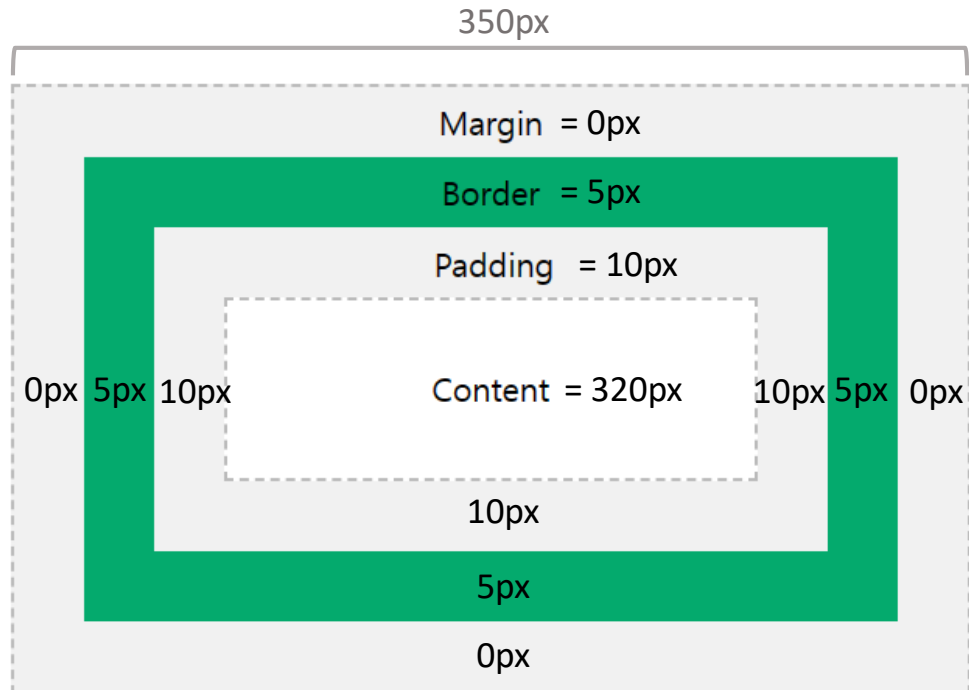 350px
Margin = 0px
Border = 5px
Padding = 10px
0px 5px 10px Content = 320px 10px 5px 0px
10px
5px
0px